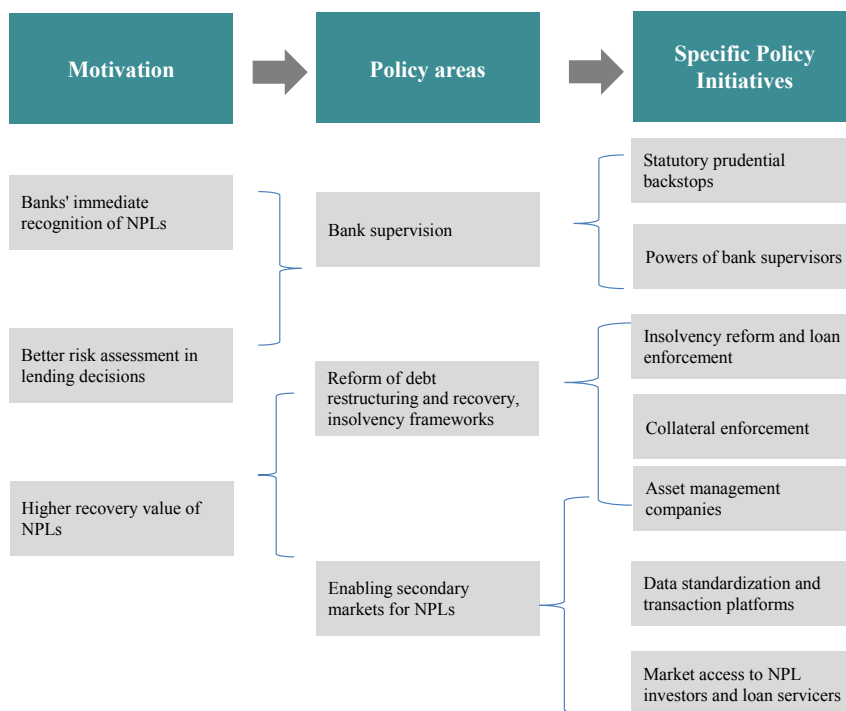 Motivation
Policy areas
Specific Policy
Initiatives
Banks' immediate
recognition of NPLs
Better risk assessment in
lending decisions
Higher recovery value of
NPLs
Bank supervision
Reform of debt
restructuring and recovery,
insolvency frameworks
Enabling secondary
markets for NPLs
Statutory prudential
backstops
Powers of bank supervisors
Insolvency reform and loan
enforcement
Collateral enforcement
Asset management
companies
Data standardization and
transaction platforms
Market access to NPL
investors and loan servicers